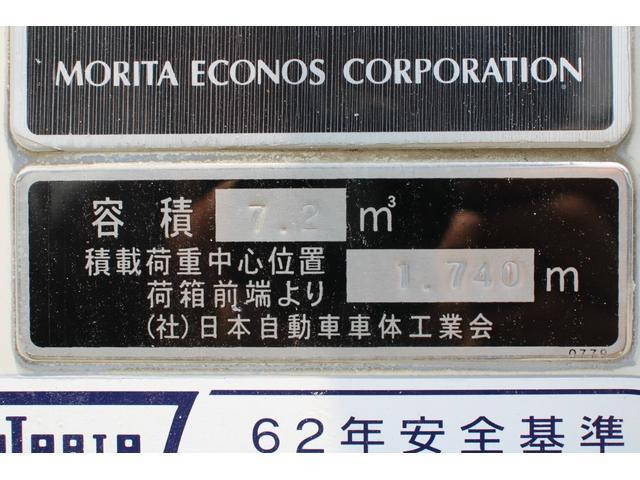 MORITA ECONOS CORPORATION
容積 7.2 m³
積載荷重中心位置
荷箱前端より 1.740 m
(社)日本自動車車体工業会
0779
62年安全基準